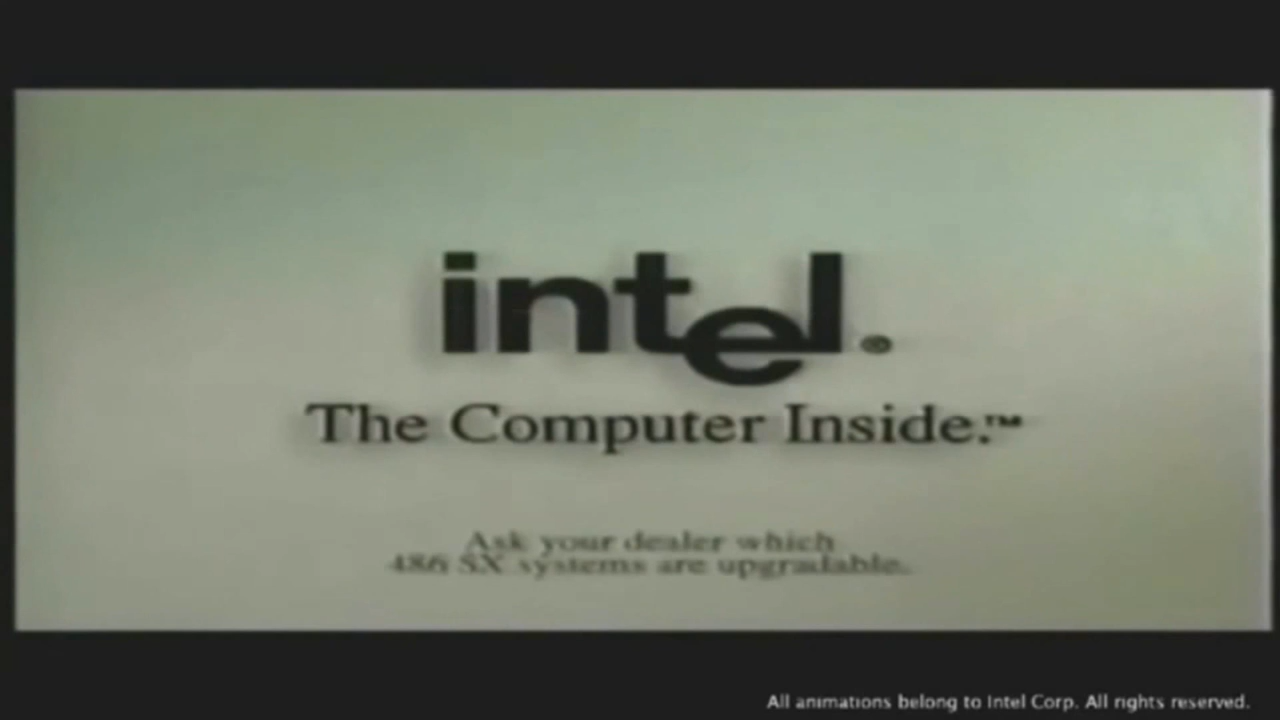 intel®
The Computer Inside.™
Ask your dealer which
486 SX systems are upgradable.
All animations belong to Intel Corp. All rights reserved.